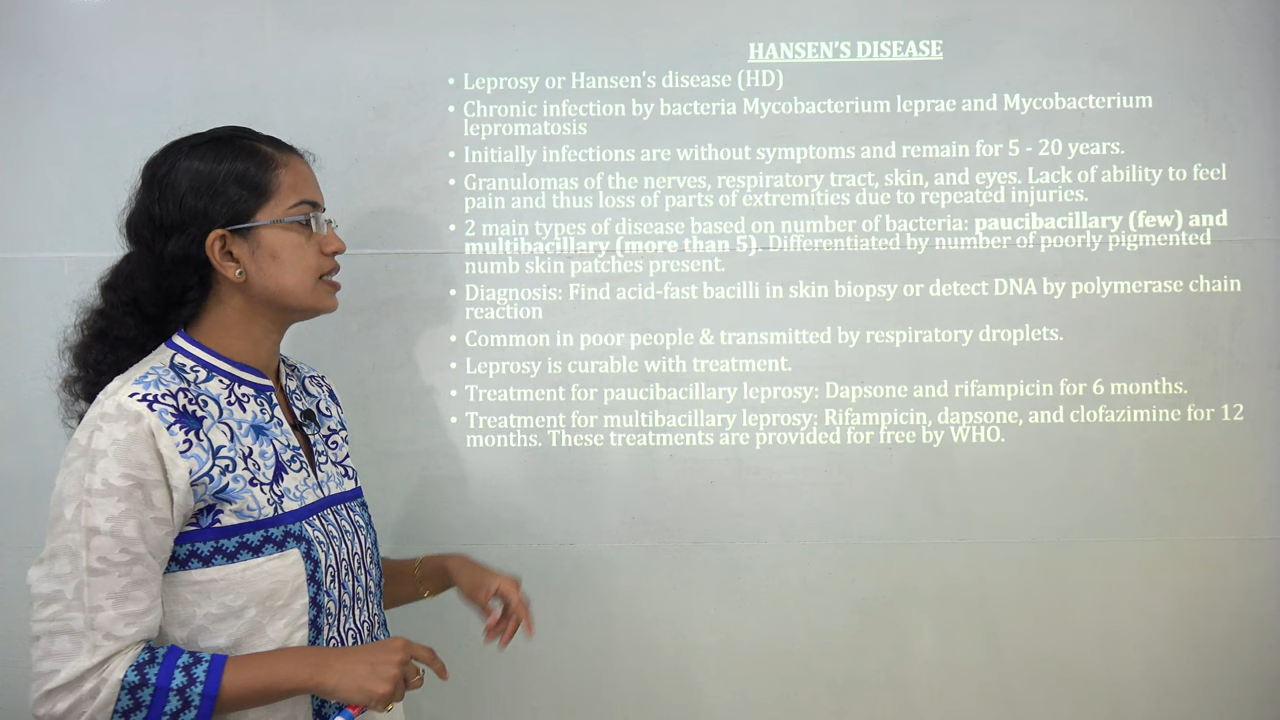 HANSEN'S DISEASE
• Leprosy or Hansen's disease (HD)
• Chronic infection by bacteria Mycobacterium leprae and Mycobacterium
lepromatosis
• Initially infections are without symptoms and remain for 5 - 20 years.
• Granulomas of the nerves, respiratory tract, skin, and eyes. Lack of ability to feel
pain and thus loss of parts of extremities due to repeated injuries.
• 2 main types of disease based on number of bacteria: paucibacillary (few) and
multibacillary (more than 5). Differentiated by number of poorly pigmented
numb skin patches present.
• Diagnosis: Find acid-fast bacilli in skin biopsy or detect DNA by polymerase chain
reaction
• Common in poor people & transmitted by respiratory droplets.
• Leprosy is curable with treatment.
• Treatment for paucibacillary leprosy: Dapsone and rifampicin for 6 months.
• Treatment for multibacillary leprosy: Rifampicin, dapsone, and clofazimine for 12
months. These treatments are provided for free by WHO.